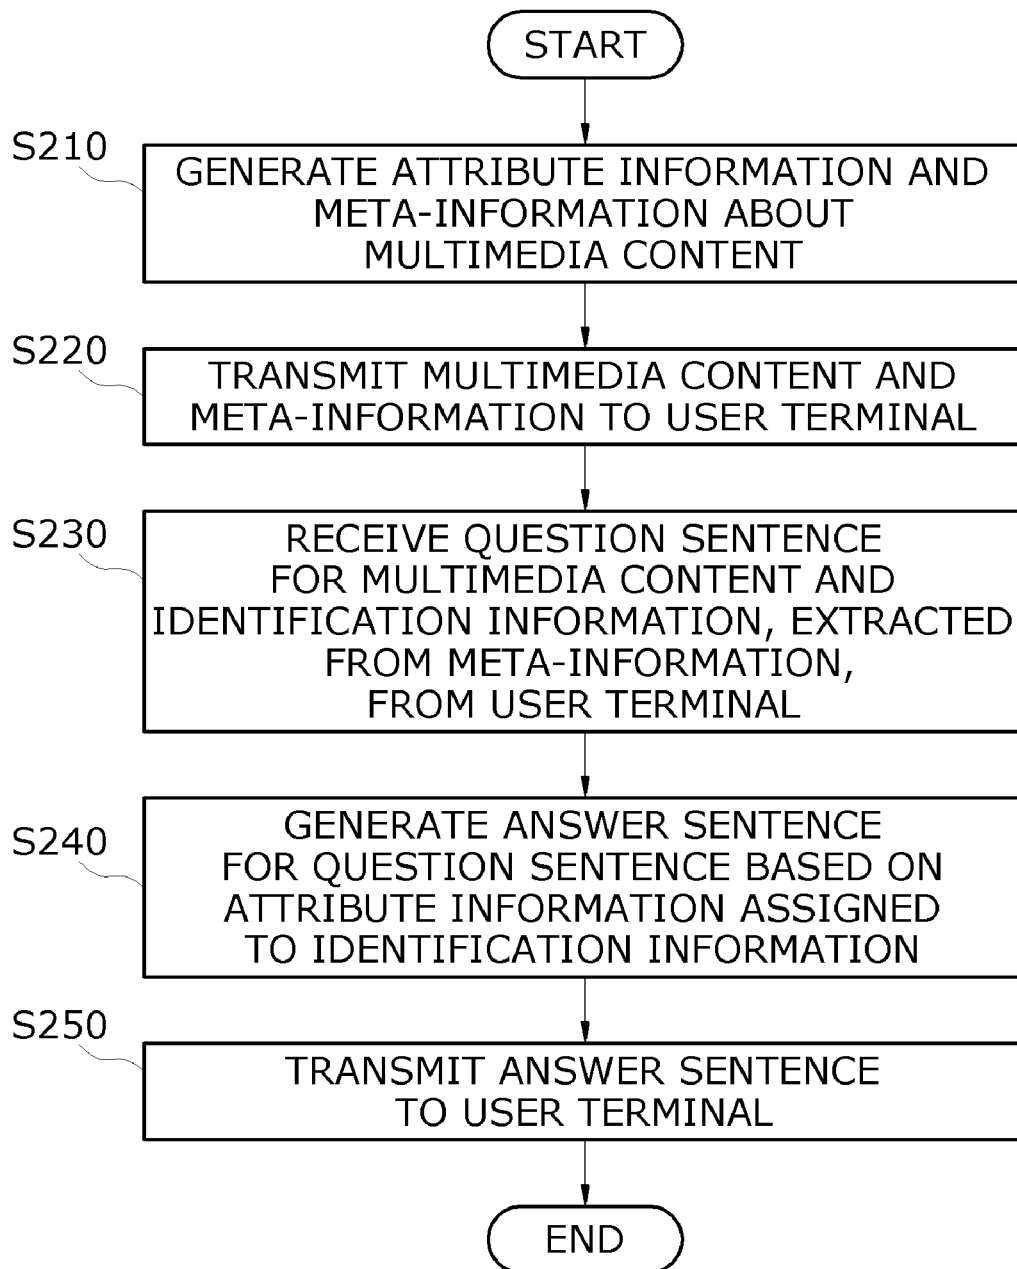 START
S210
GENERATE ATTRIBUTE INFORMATION AND
META-INFORMATION ABOUT
MULTIMEDIA CONTENT
S220
TRANSMIT MULTIMEDIA CONTENT AND
META-INFORMATION TO USER TERMINAL
S230
RECEIVE QUESTION SENTENCE
FOR MULTIMEDIA CONTENT AND
IDENTIFICATION INFORMATION, EXTRACTED
FROM META-INFORMATION,
FROM USER TERMINAL
S240
GENERATE ANSWER SENTENCE
FOR QUESTION SENTENCE BASED ON
ATTRIBUTE INFORMATION ASSIGNED
TO IDENTIFICATION INFORMATION
S250
TRANSMIT ANSWER SENTENCE
TO USER TERMINAL
END